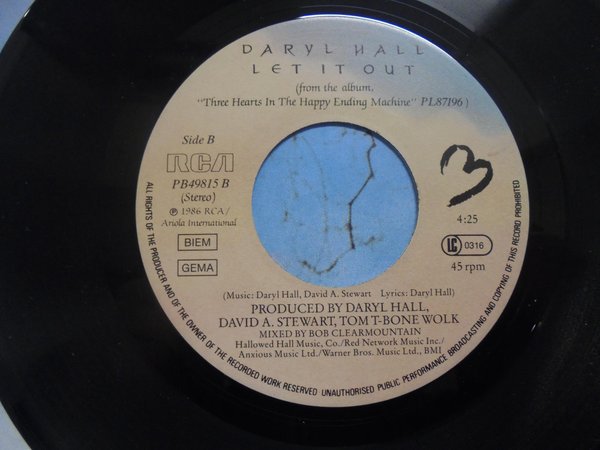 DARYL HALL
LET IT OUT
(from the album,
"Three Hearts In The Happy Ending Machine" PL87196)
Side B
RCA
PB49815 B
(Stereo)
℗ 1986 RCA/
Ariola International
BIEM
GEMA
3
4:25
LC 0316
45 rpm
(Music: Daryl Hall, David A. Stewart Lyrics: Daryl Hall)
PRODUCED BY DARYL HALL,
DAVID A. STEWART, TOM T-BONE WOLK
MIXED BY BOB CLEARMOUNTAIN
Hallowed Hall Music, Co/Red Network Music Inc./
Anxious Music Ltd./Warner Bros. Music Ltd., BMI
ALL RIGHTS OF THE PRODUCER AND OF THE OWNER OF THE RECORDED WORK RESERVED UNAUTHORISED PUBLIC PERFORMANCE BROADCASTING AND COPYING OF THIS RECORD PROHIBITED